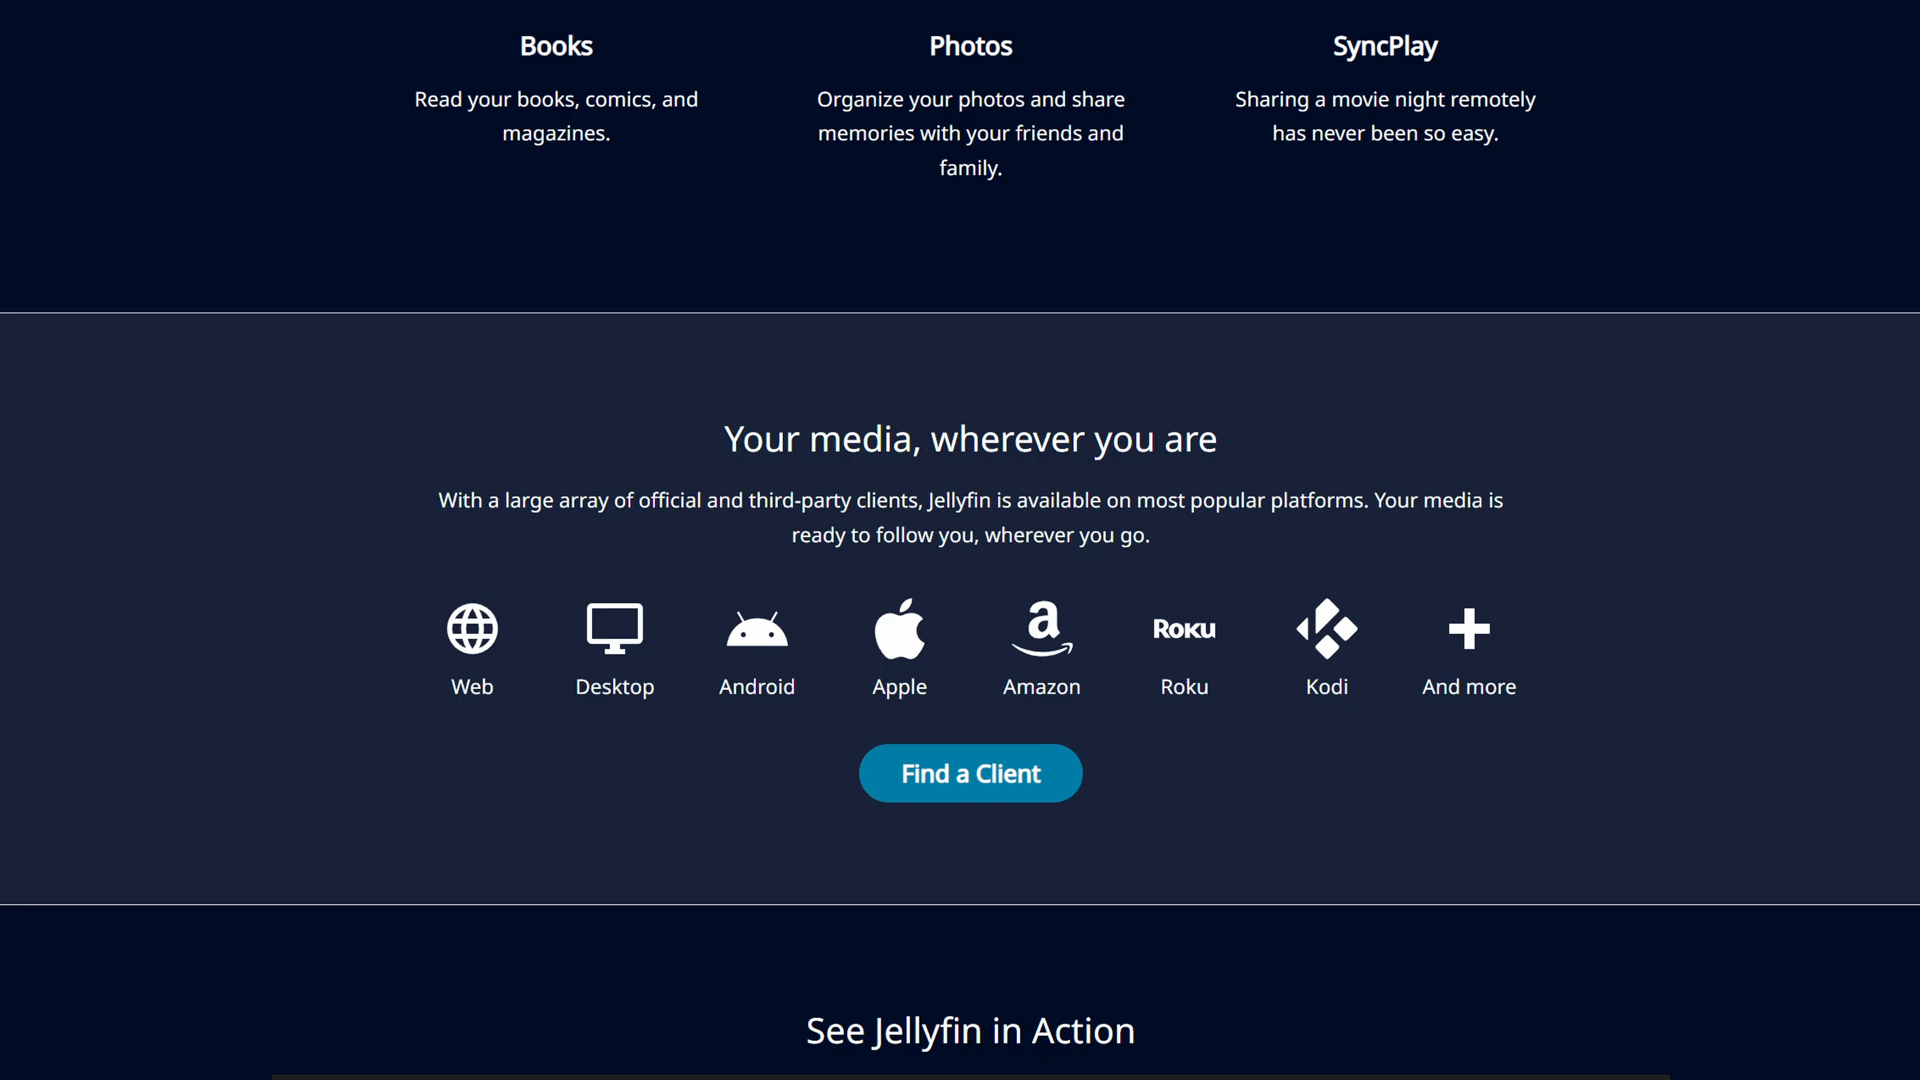 Books
Read your books, comics, and
magazines.
Photos
Organize your photos and share
memories with your friends and
family.
SyncPlay
Sharing a movie night remotely
has never been so easy.
Your media, wherever you are
With a large array of official and third-party clients, Jellyfin is available on most popular platforms. Your media is
ready to follow you, wherever you go.
Web
Desktop
Android
Apple
a
Amazon
ROKU
Roku
Kodi
And more
Find a Client
See Jellyfin in Action